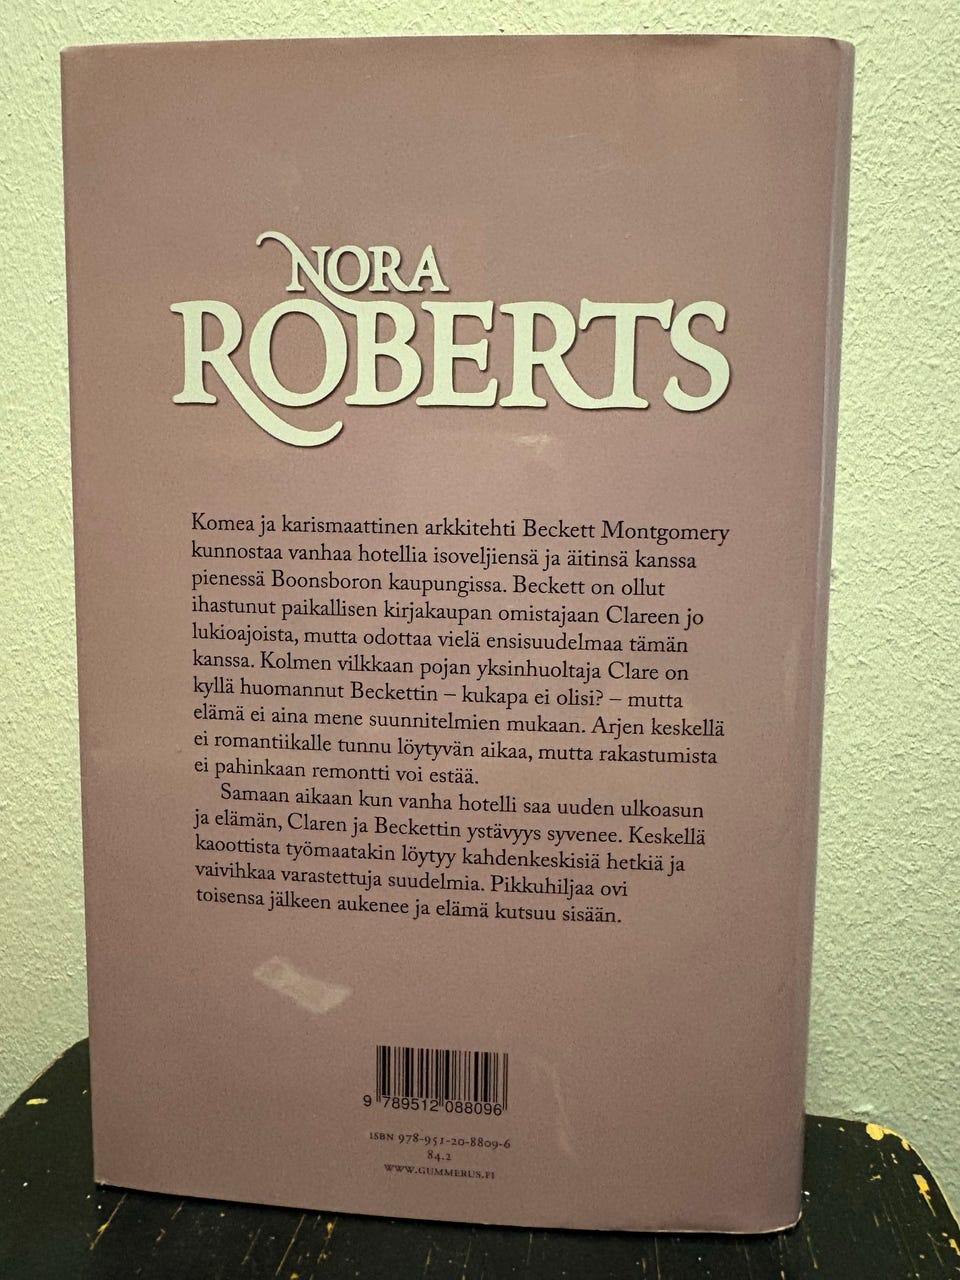 NORA
ROBERTS
Komea ja karismaattinen arkkitehti Beckett Montgomery
kunnostaa vanhaa hotellia isoveljiensä ja äitinsä kanssa
pienessä Boonsboron kaupungissa. Beckett on ollut
ihastunut paikallisen kirjakaupan omistajaan Clareen jo
lukioajoista, mutta odottaa vielä ensisuudelmaa tämän
kanssa. Kolmen vilkkaan pojan yksinhuoltaja Clare on
kyllä huomannut Beckettin – kukapa ei olisi? – mutta
elämä ei aina mene suunnitelmien mukaan. Arjen keskellä
ei romantiikalle tunnu löytyvän aikaa, mutta rakastumista
ei pahinkaan remontti voi estää.
Samaan aikaan kun vanha hotelli saa uuden ulkoasun
ja elämän, Claren ja Beckettin ystävyys syvenee. Keskellä
kaoottista työmaatakin löytyy kahdenkeskisiä hetkiä ja
vaivihkaa varastettuja suudelmia. Pikkuhiljaa ovi
toisensa jälkeen aukenee ja elämä kutsuu sisään.
9 789512 088096
ISBN 978-951-20-8809-6
84.2
WWW.GUMMERUS.FI